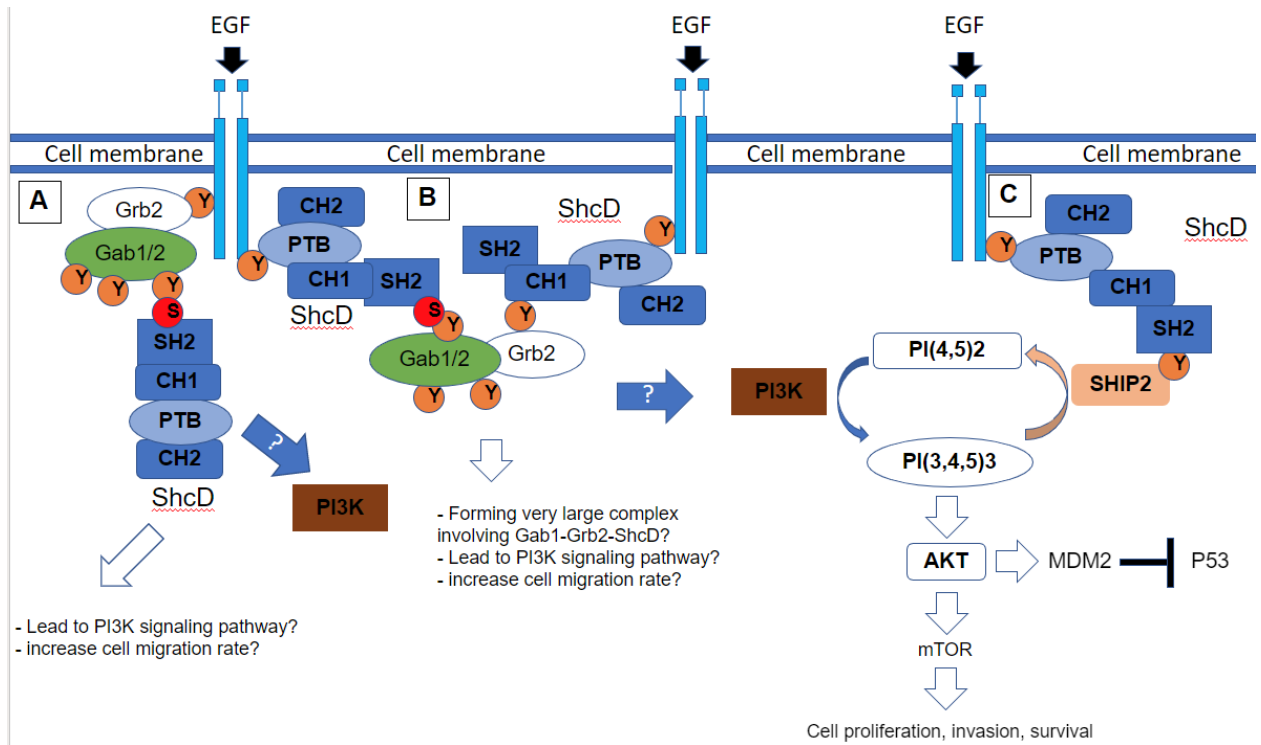 EGF
EGF
EGF
Cell membrane
Cell membrane
Cell membrane
Cell membrane
A
Grb2
Y
Gab1/2
Y
Y
Y
S
SH2
CH1
PTB
CH2
ShcD
?
PI3K
- Lead to PI3K signaling pathway?
- increase cell migration rate?
CH2
PTB
Y
CH1
SH2
ShcD
B
ShcD
Y
SH2
PTB
CH1
CH2
S
Y
Y
Gab1/2
Grb2
Y
Y
?
- Forming very large complex
involving Gab1-Grb2-ShcD?
- Lead to PI3K signaling pathway?
- increase cell migration rate?
C
CH2
ShcD
Y
PTB
CH1
SH2
Y
SHIP2
PI(4,5)2
PI3K
PI(3,4,5)3
AKT
MDM2
P53
mTOR
Cell proliferation, invasion, survival